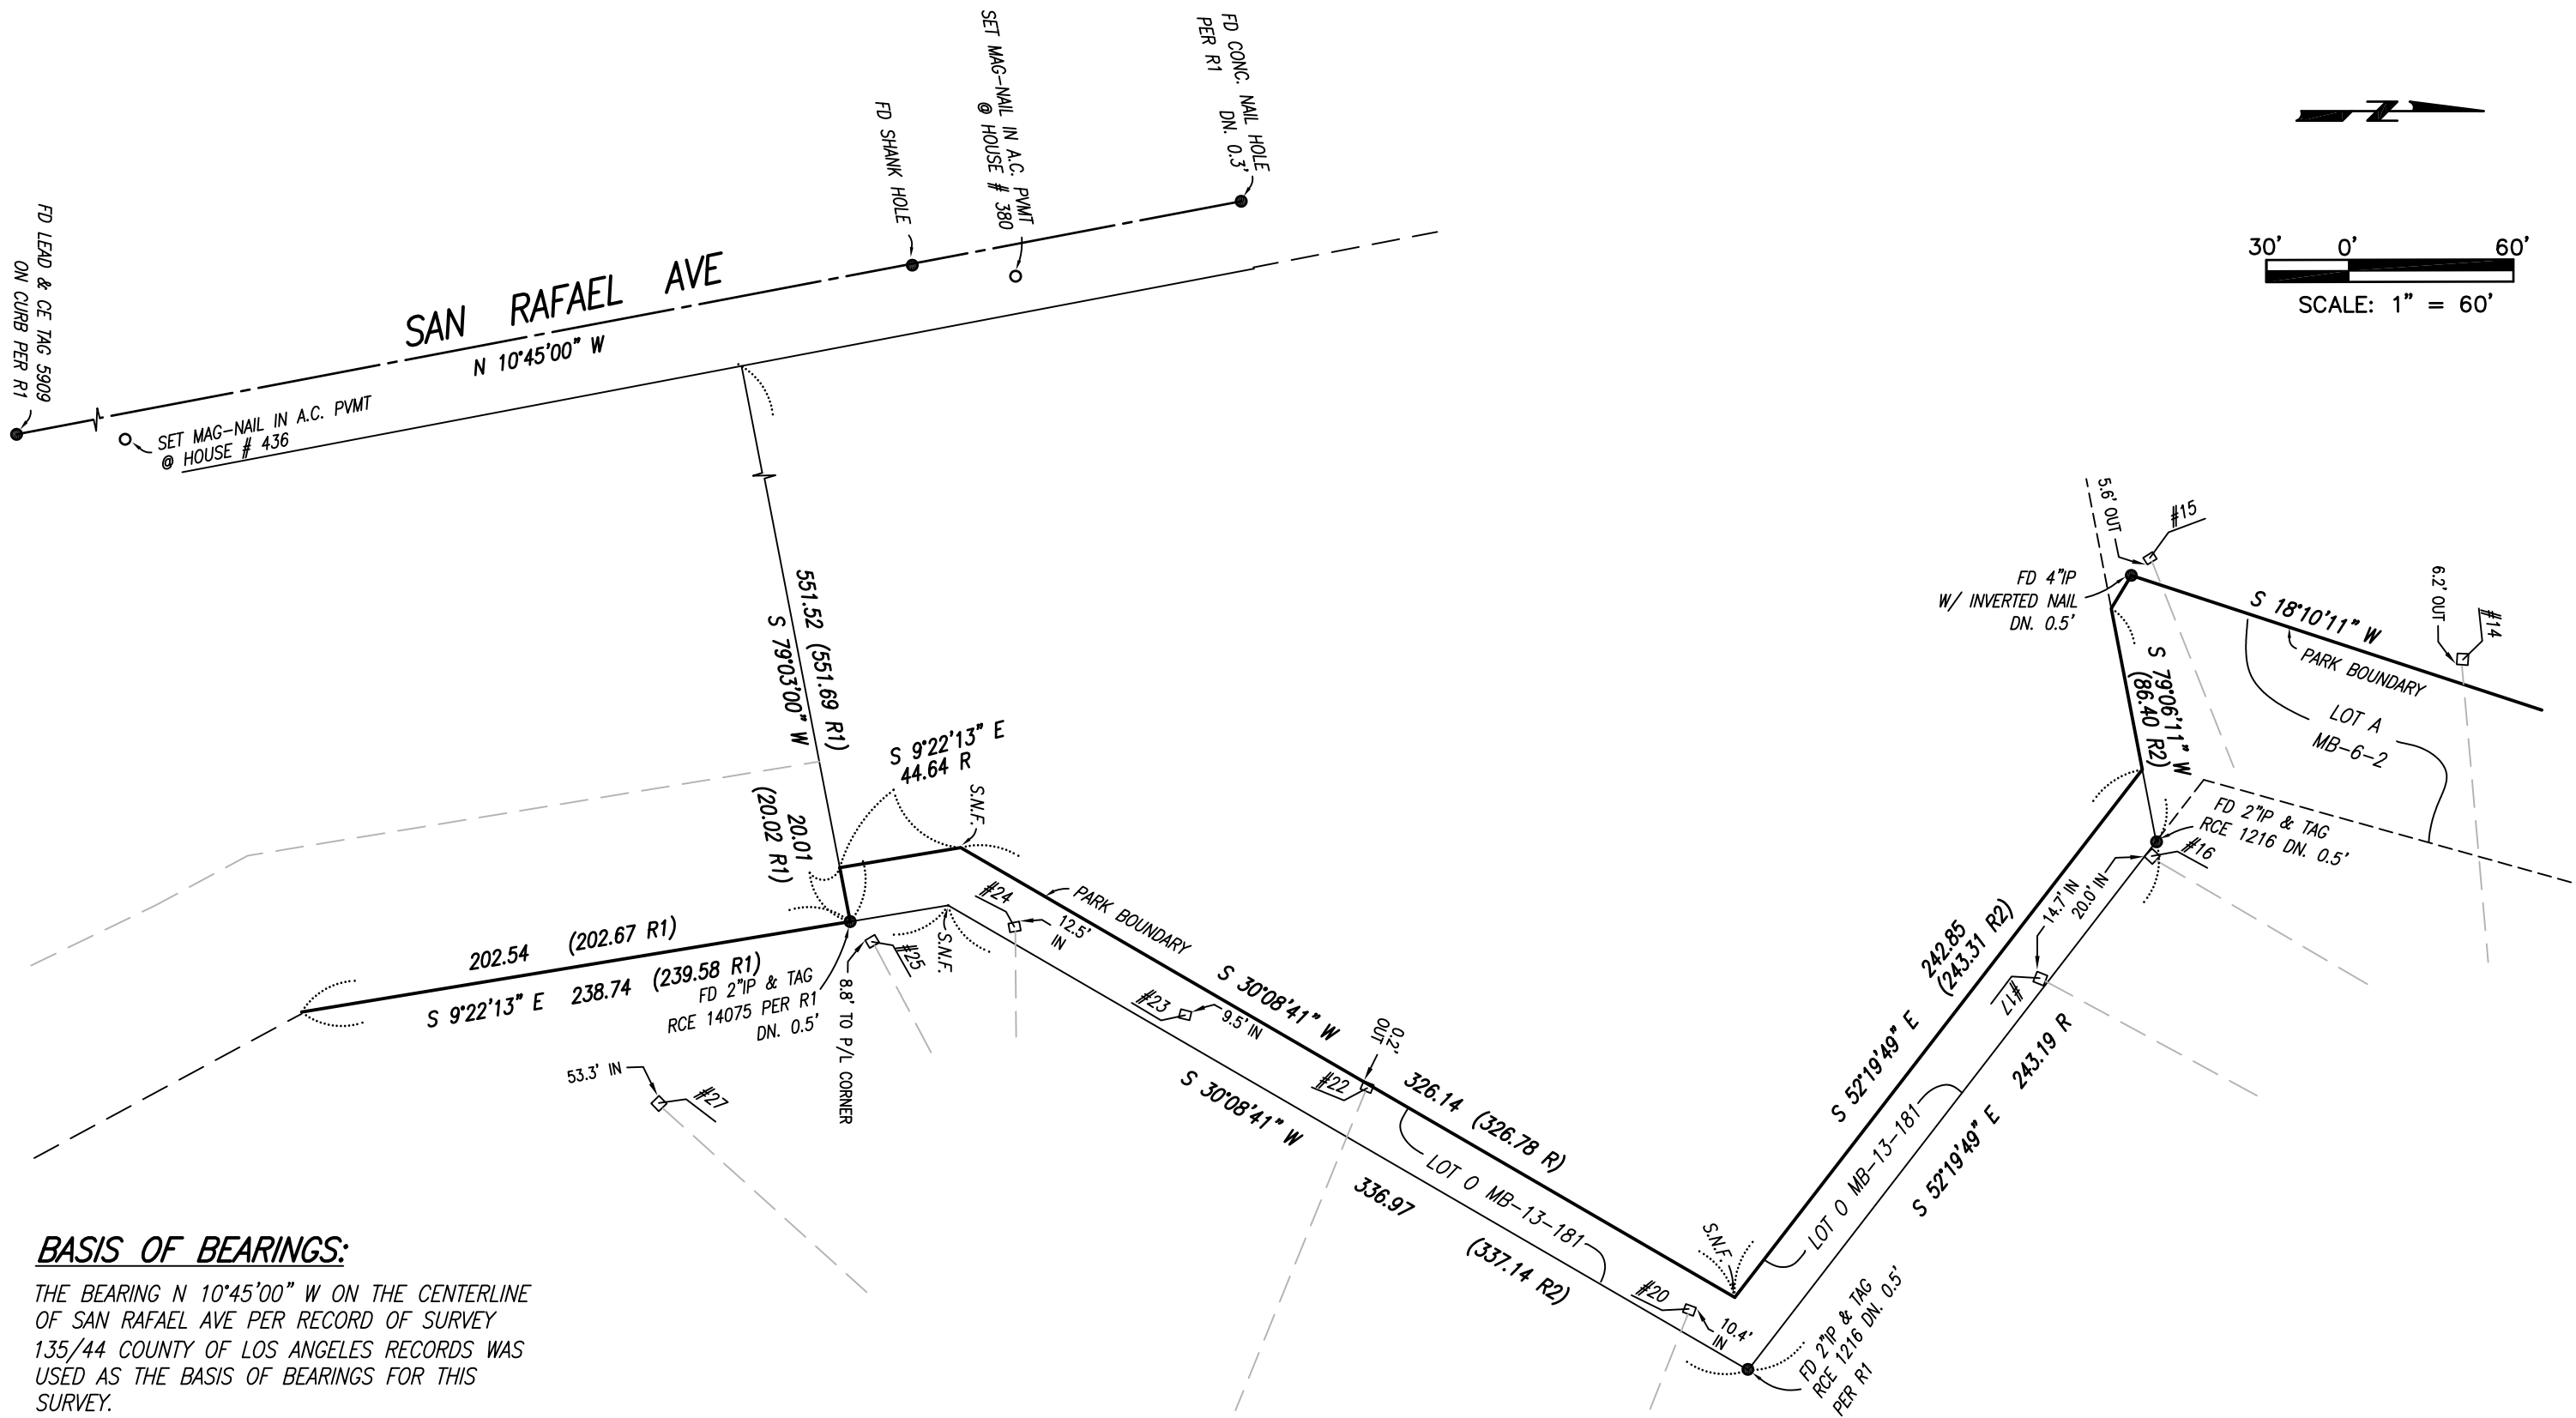 FD LEAD & CE TAG 5909
ON CURB PER R1
SAN RAFAEL AVE
N 10°45'00" W
SET MAG-NAIL IN A.C. PVMT
@ HOUSE # 436
FD SHANK HOLE
SET MAG-NAIL IN A.C. PVMT
@ HOUSE # 380
FD CONC. NAIL HOLE
PER R1 DN. 0.3'
Z
30' 0' 60'
SCALE: 1" = 60'
551.52 (551.69 R1)
S 79°03'00" W
20.01
(20.02 R1)
S 9°22'13" E
44.64 R
S.N.F.
S.N.F.
202.54 (202.67 R1)
S 9°22'13" E 238.74 (239.58 R1)
FD 2"IP & TAG
RCE 14075 PER R1
DN. 0.5'
8.8' TO P/L CORNER
#25
#24
12.5'
IN
PARK BOUNDARY
#23
9.5' IN
53.3' IN
#27
S 30°08'41" W
0.2'
OUT
#22
326.14 (326.78 R)
S 30°08'41" W
336.97
(337.14 R2)
LOT O MB-13-181
#20
10.4'
IN
S.N.F.
FD 2"IP & TAG
RCE 1216 DN. 0.5'
PER R1
242.85
(243.31 R2)
S 52°19'49" E
LOT O MB-13-181
S 52°19'49" E 243.19 R
14.7' IN
20.0' IN
#17
#16
FD 2"IP & TAG
RCE 1216 DN. 0.5'
S 79°06'11" W
(86.40 R2)
FD 4"IP
W/ INVERTED NAIL
DN. 0.5'
5.6' OUT
#15
S 18°10'11" W
PARK BOUNDARY
6.2' OUT
#14
LOT A
MB-6-2
BASIS OF BEARINGS:
THE BEARING N 10°45'00" W ON THE CENTERLINE
OF SAN RAFAEL AVE PER RECORD OF SURVEY
135/44 COUNTY OF LOS ANGELES RECORDS WAS
USED AS THE BASIS OF BEARINGS FOR THIS
SURVEY.